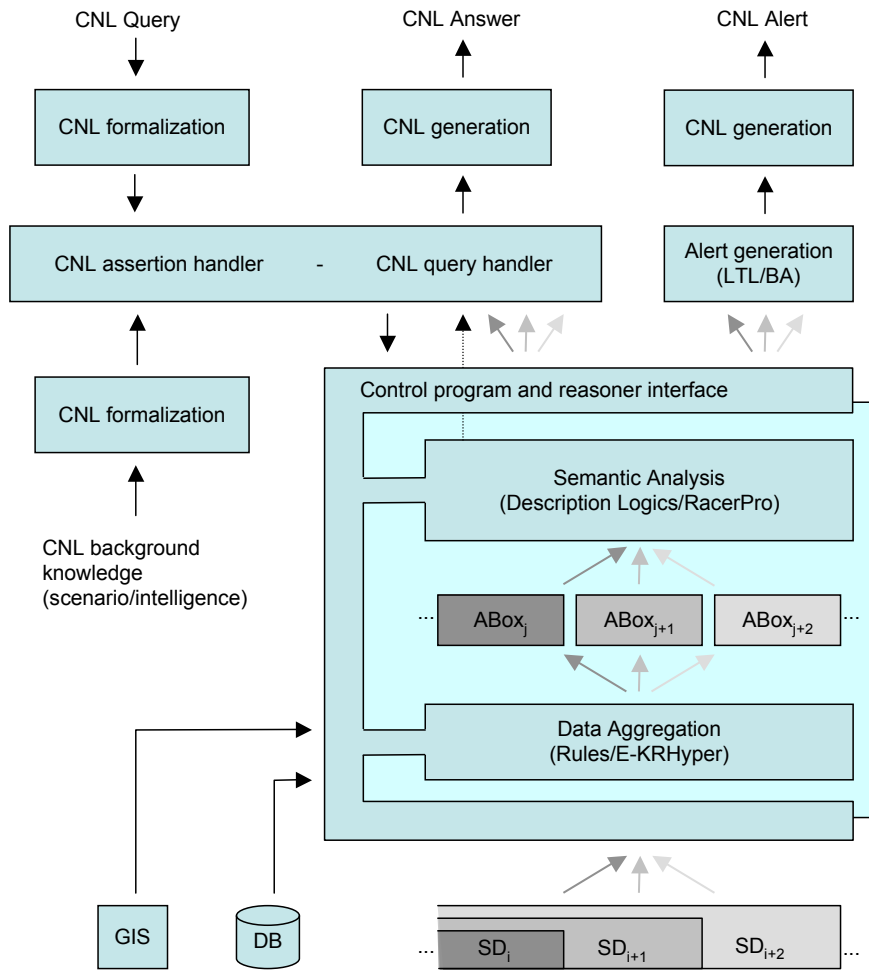 CNL Query
CNL Answer
CNL Alert
CNL formalization
CNL generation
CNL generation
CNL assertion handler - CNL query handler
Alert generation
(LTL/BA)
Control program and reasoner interface
CNL formalization
Semantic Analysis
(Description Logics/RacerPro)
CNL background
knowledge
(scenario/intelligence)
... ABoxj ABoxj+1 ABoxj+2 ...
Data Aggregation
(Rules/E-KRHyper)
GIS
DB
... SDi SDi+1 SDi+2 ...